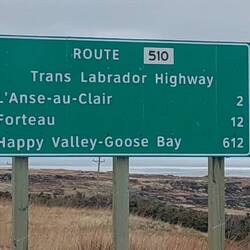 ROUTE 510
Trans Labrador Highway
L'Anse-au-Clair 2
Forteau 12
Happy Valley-Goose Bay 612